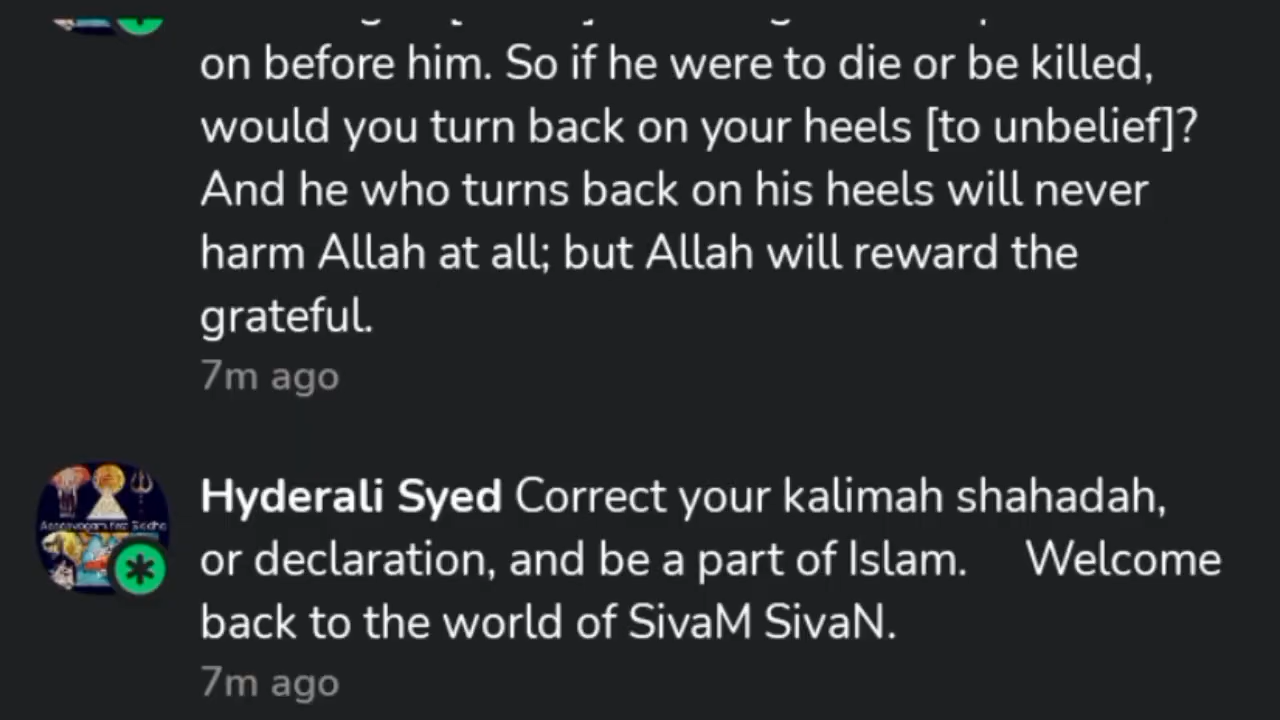 on before him. So if he were to die or be killed,
would you turn back on your heels [to unbelief]?
And he who turns back on his heels will never
harm Allah at all; but Allah will reward the
grateful.
7m ago
Hyderali Syed Correct your kalimah shahadah,
or declaration, and be a part of Islam. Welcome
back to the world of SivaM SivaN.
7m ago